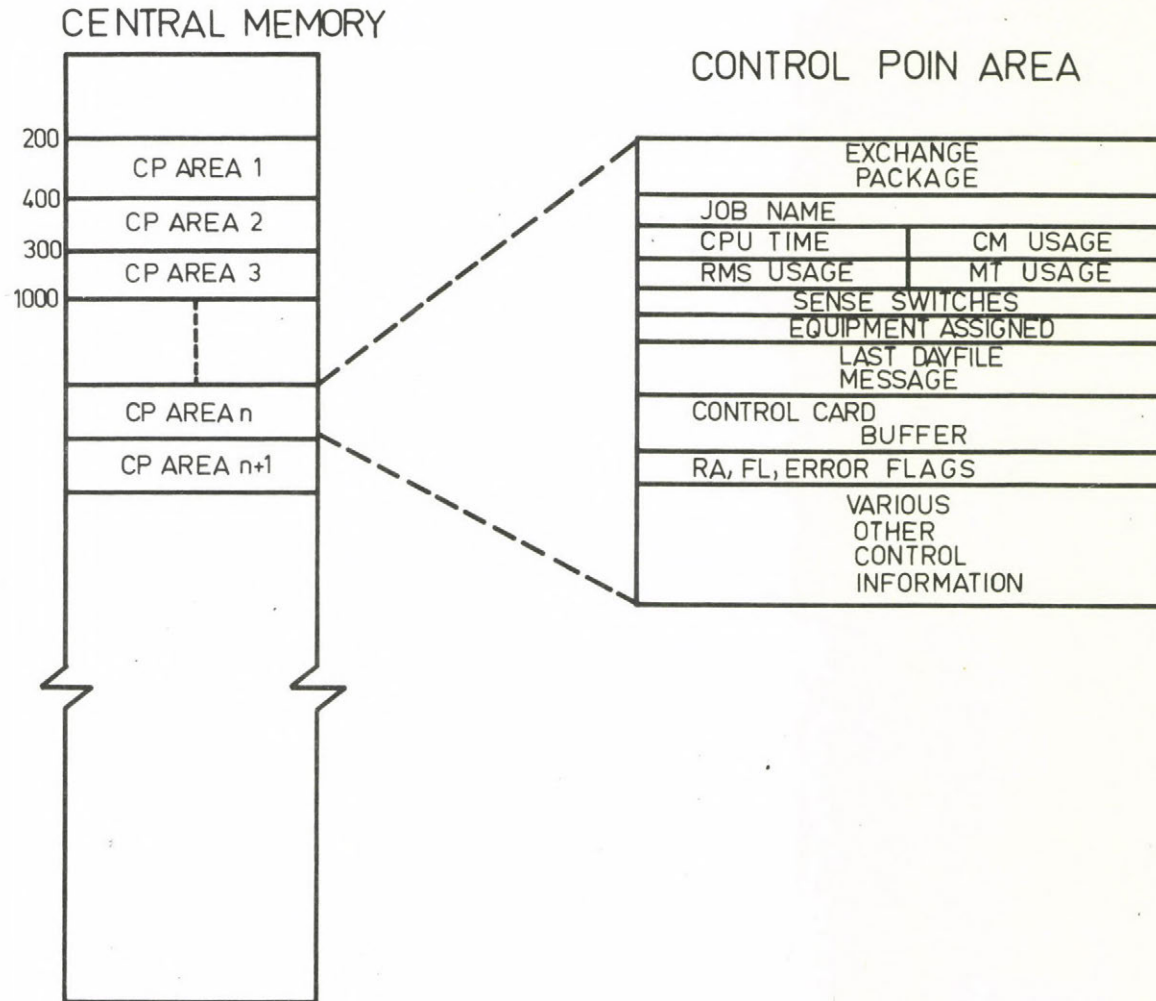 CENTRAL MEMORY
200
CP AREA 1
400
CP AREA 2
300
CP AREA 3
1000
CP AREA n
CP AREA n+1
CONTROL POIN AREA
EXCHANGE
PACKAGE
JOB NAME
CPU TIME
CM USAGE
RMS USAGE
MT USAGE
SENSE SWITCHES
EQUIPMENT ASSIGNED
LAST DAYFILE
MESSAGE
CONTROL CARD
BUFFER
RA, FL, ERROR FLAGS
VARIOUS
OTHER
CONTROL
INFORMATION